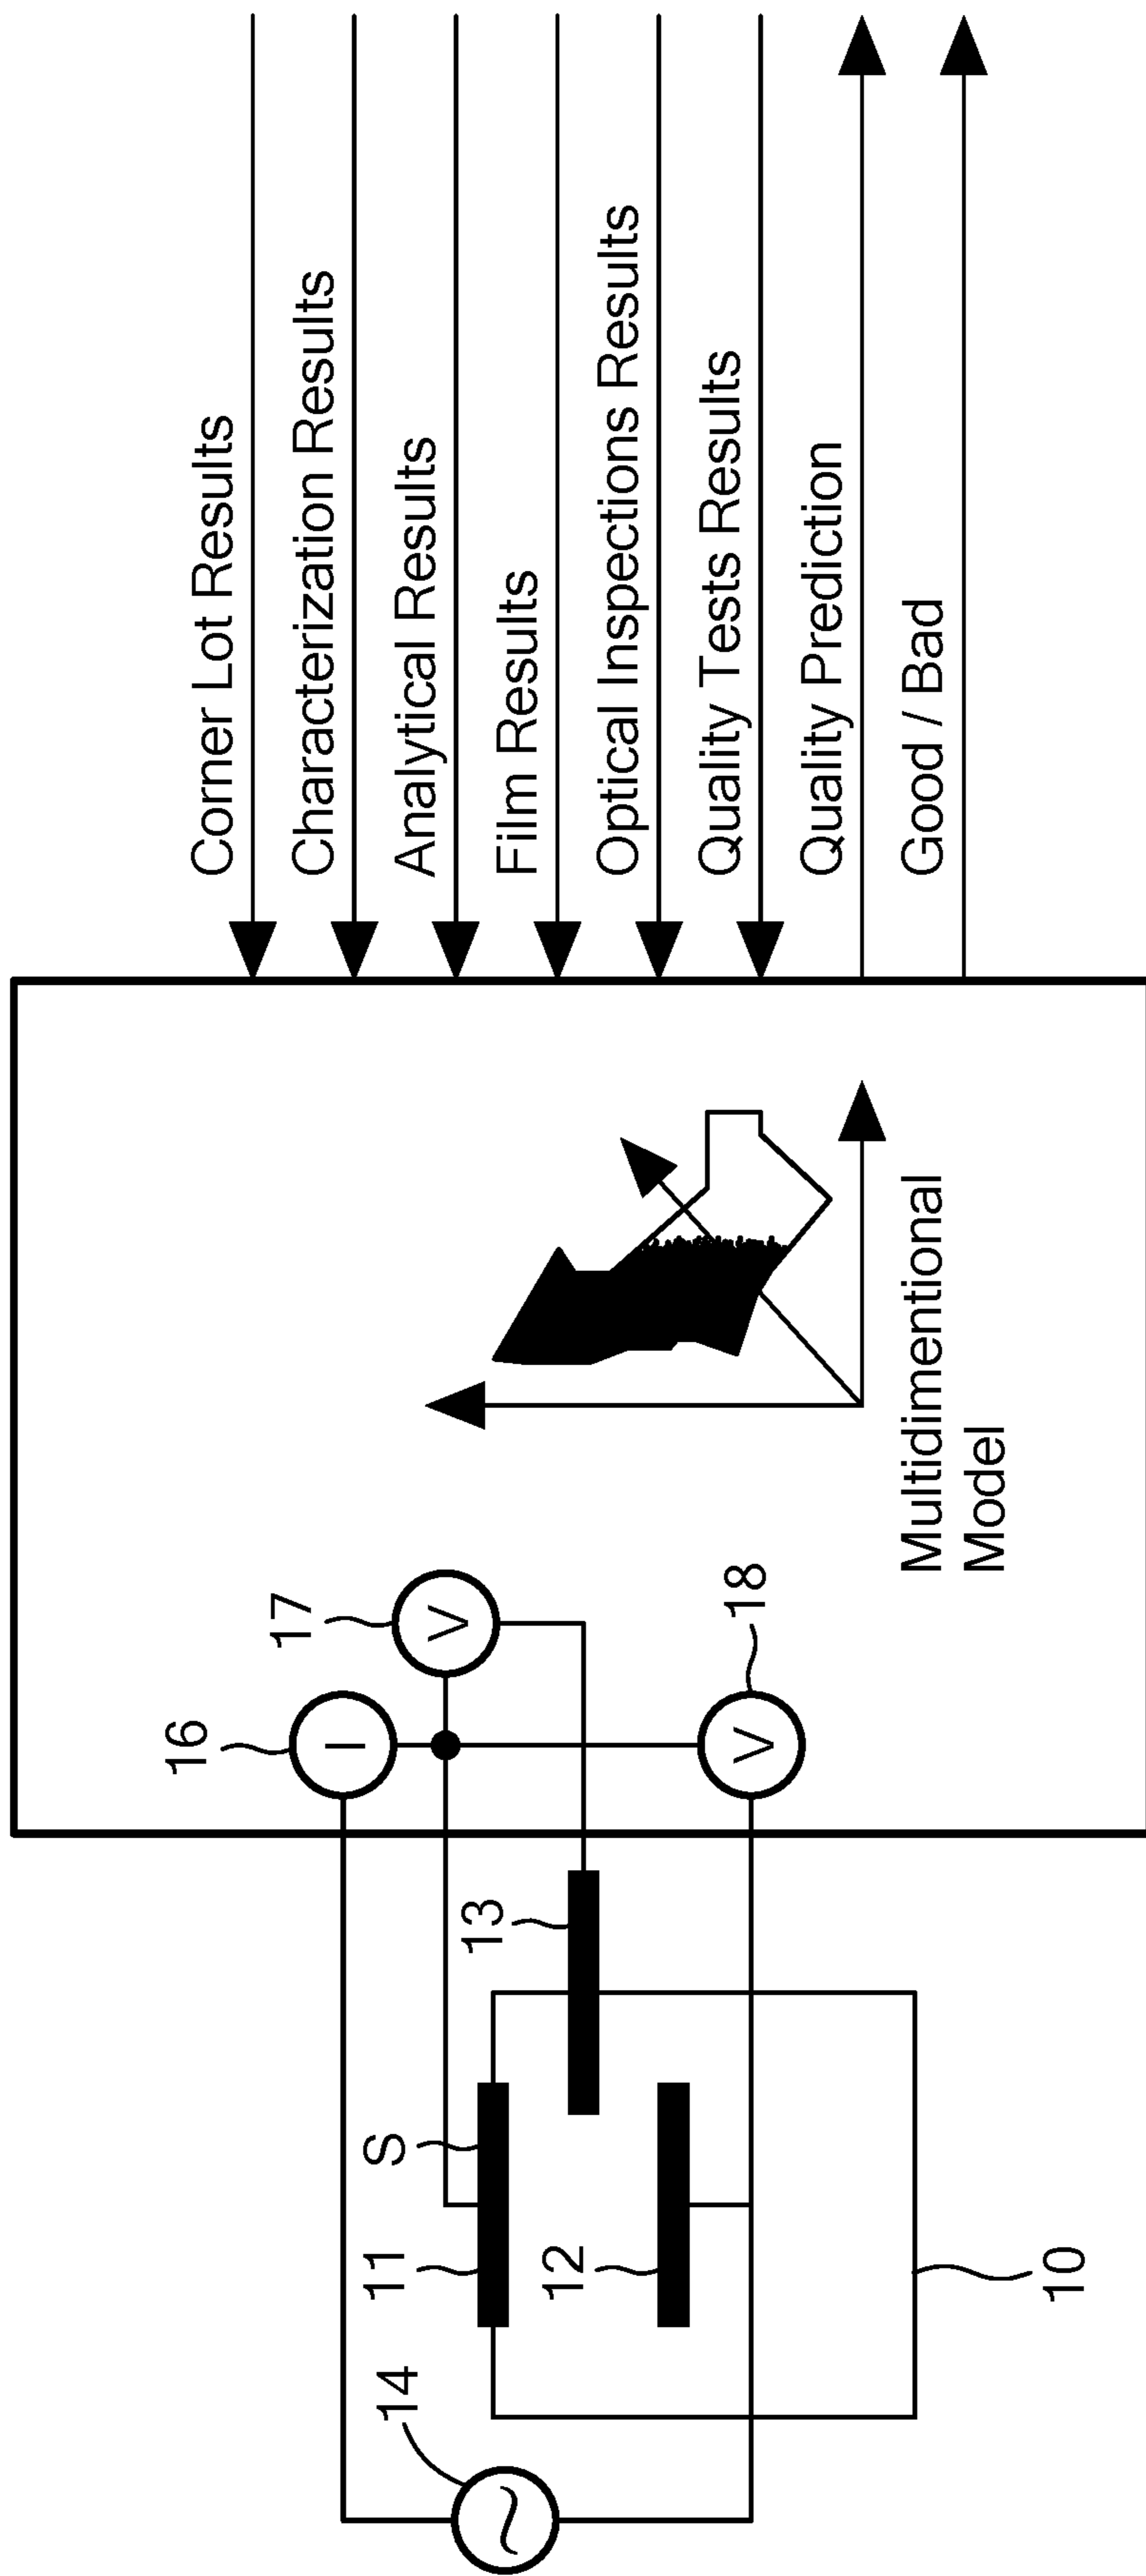 Corner Lot Results
Characterization Results
Analytical Results
Film Results
Optical Inspections Results
Quality Tests Results
Quality Prediction
Good / Bad
16
I
17
V
18
V
Multidimentional
Model
14
11
S
13
12
10